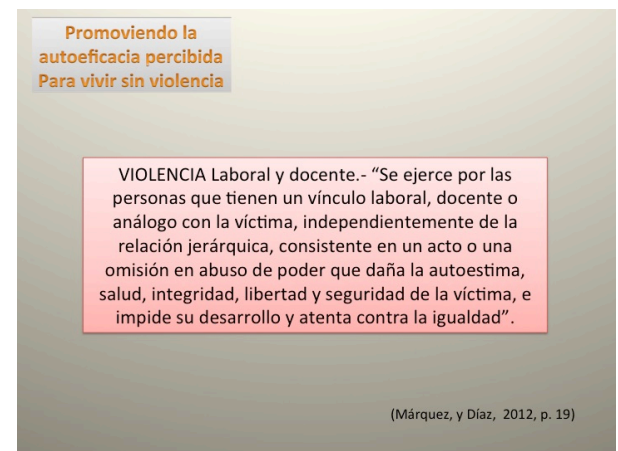 Promoviendo la
autoeficacia percibida
Para vivir sin violencia
VIOLENCIA Laboral y docente.- “Se ejerce por las
personas que tienen un vínculo laboral, docente o
análogo con la víctima, independientemente de la
relación jerárquica, consistente en un acto o una
omisión en abuso de poder que daña la autoestima,
salud, integridad, libertad y seguridad de la víctima, e
impide su desarrollo y atenta contra la igualdad”.
(Márquez, y Díaz, 2012, p. 19)